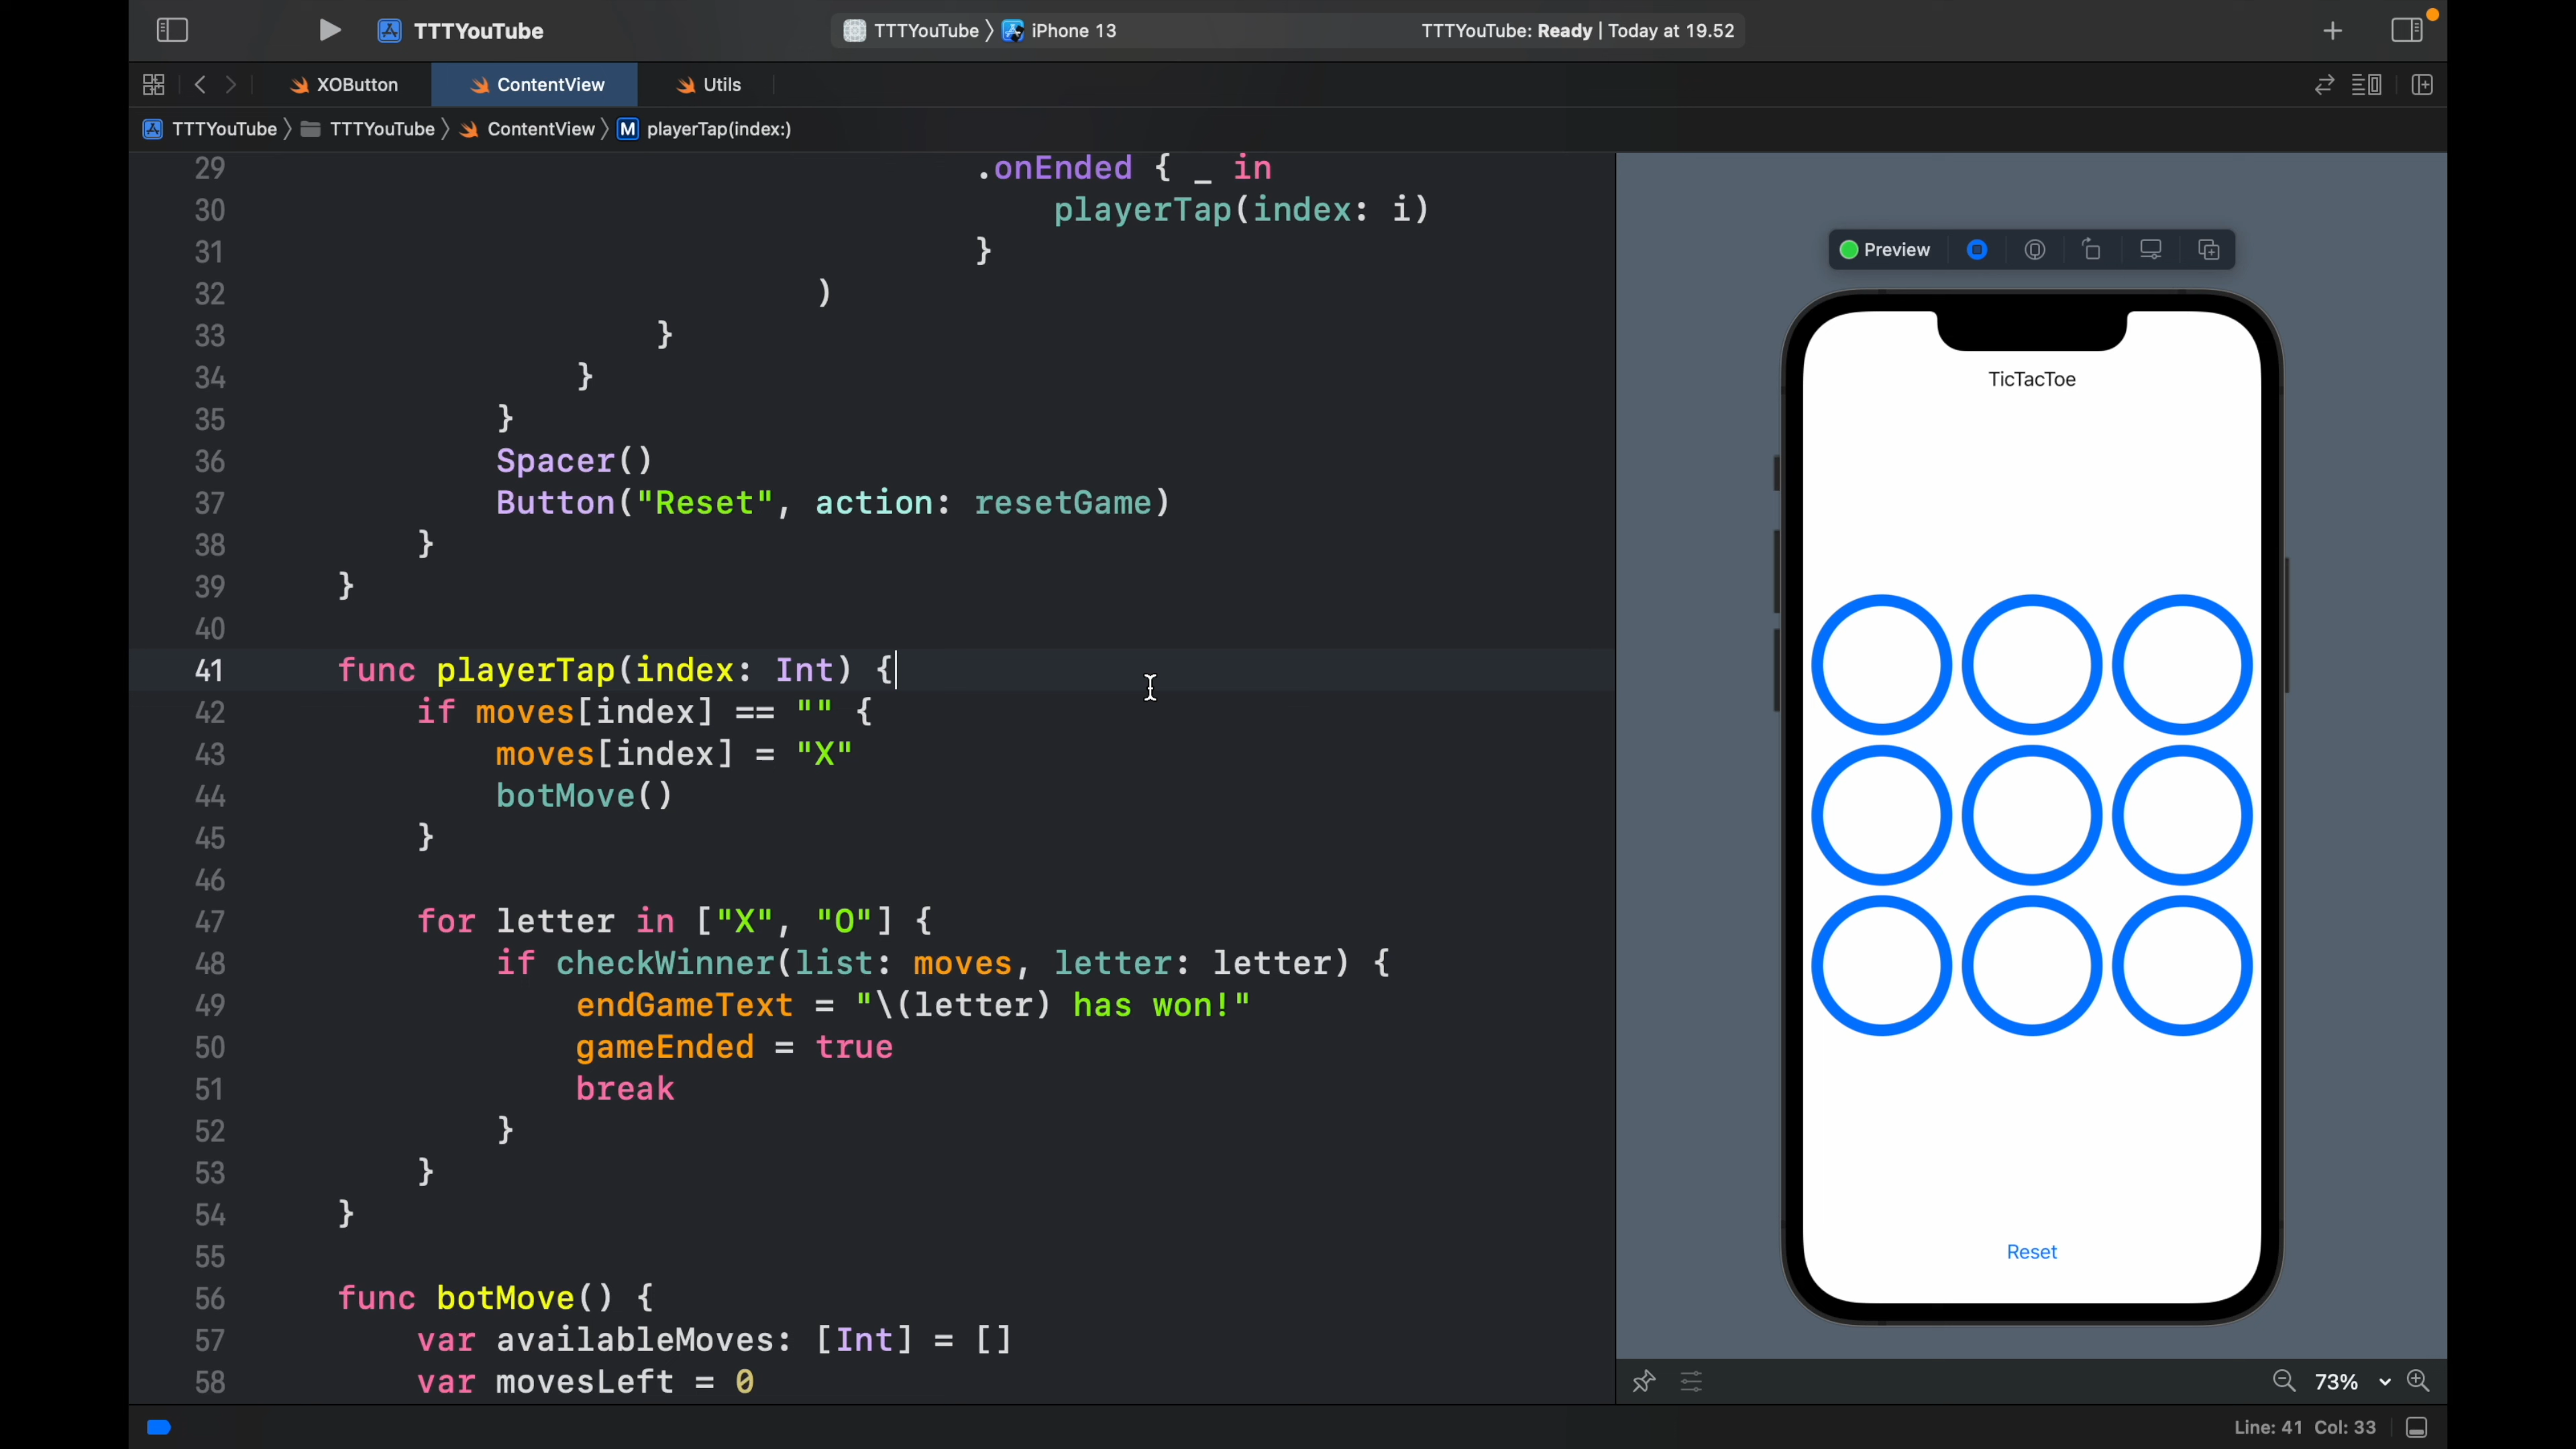 TTTYouTube
TTTYouTube 〉 iPhone 13
TTTYouTube: Ready | Today at 19.52
XOButton
ContentView
Utils
TTTYouTube 〉 TTTYouTube 〉 ContentView 〉 M playerTap(index:)
29 .onEnded { _ in
30 playerTap(index: i)
31 }
32 )
33 }
34 }
35 }
36 Spacer()
37 Button("Reset", action: resetGame)
38 }
39 }
40
41 func playerTap(index: Int) {
42 if moves[index] == "" {
43 moves[index] = "X"
44 botMove()
45 }
46
47 for letter in ["X", "O"] {
48 if checkWinner(list: moves, letter: letter) {
49 endGameText = "\(letter) has won!"
50 gameEnded = true
51 break
52 }
53 }
54 }
55
56 func botMove() {
57 var availableMoves: [Int] = []
58 var movesLeft = 0
Preview
TicTacToe
Reset
73%
Line: 41 Col: 33